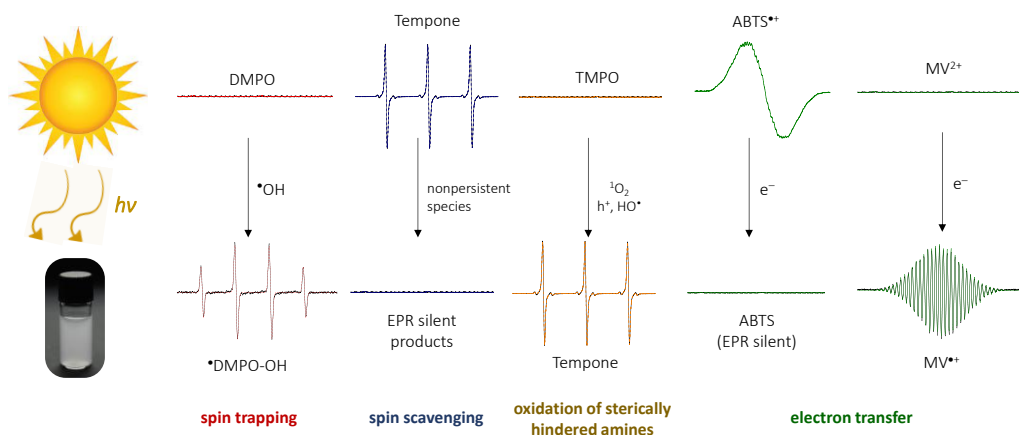 Tempone
ABTS•+
DMPO
TMPO
MV2+
hν
•OH
nonpersistent
species
1O2
h+, HO•
e–
e–
•DMPO-OH
EPR silent
products
Tempone
ABTS
(EPR silent)
MV•+
spin trapping
spin scavenging
oxidation of sterically
hindered amines
electron transfer